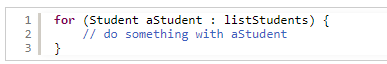 1 for (Student aStudent : listStudents) {
2     // do something with aStudent
3 }